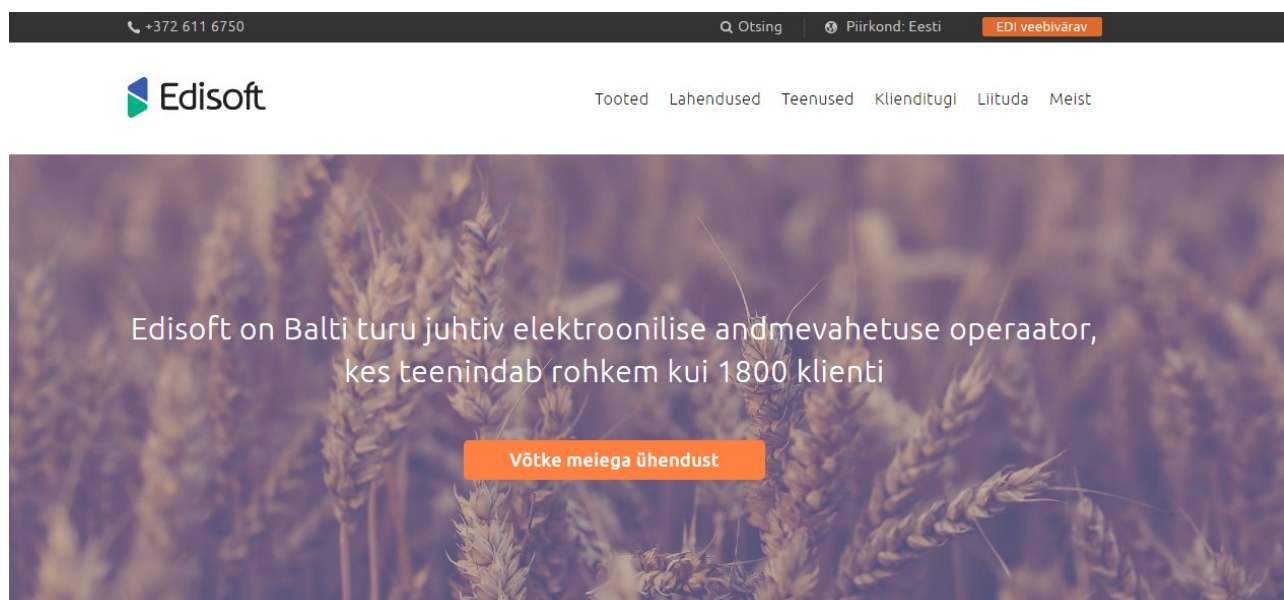 +372 611 6750
Otsing
Piirkond: Eesti
EDI veebivärav
Edisoft
Tooted Lahendused Teenused Klienditugi Liituda Meist
Edisoft on Balti turu juhtiv elektroonilise andmevahetuse operaator,
kes teenindab rohkem kui 1800 klienti
Võtke meiega ühendust